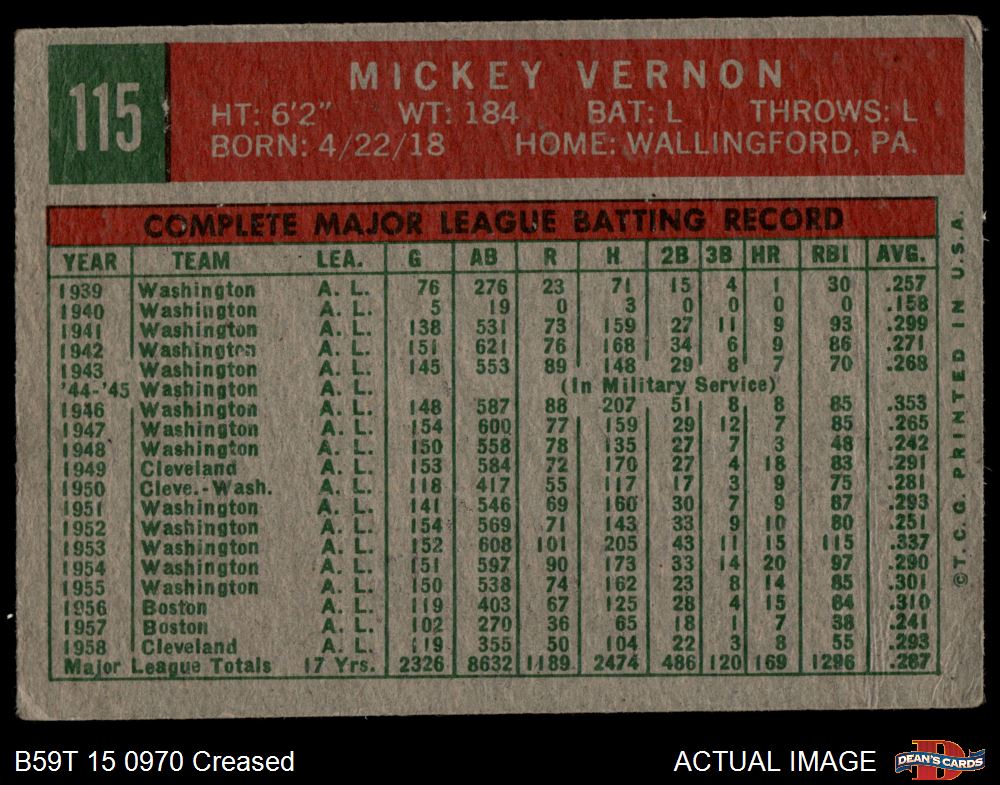 115
MICKEY VERNON
HT: 6'2" WT: 184 BAT: L THROWS: L
BORN: 4/22/18 HOME: WALLINGFORD, PA.
COMPLETE MAJOR LEAGUE BATTING RECORD
YEAR TEAM LEA. G AB R H 2B 3B HR RBI AVG.
1939 Washington A. L. 76 276 23 71 15 4 1 30 .257
1940 Washington A. L. 5 19 0 3 0 0 0 0 .158
1941 Washington A. L. 138 531 73 159 27 11 9 93 .299
1942 Washington A. L. 151 621 76 168 34 6 9 86 .271
1943 Washington A. L. 145 553 89 148 29 8 7 70 .268
'44-'45 Washington A. L. (In Military Service)
1946 Washington A. L. 148 587 88 207 51 8 8 85 .353
1947 Washington A. L. 154 600 77 159 29 12 7 85 .265
1948 Washington A. L. 150 558 78 135 27 7 3 48 .242
1949 Cleveland A. L. 153 584 72 170 27 4 18 83 .291
1950 Cleve.-Wash. A. L. 118 417 55 117 17 3 9 75 .281
1951 Washington A. L. 141 546 69 160 30 7 9 87 .293
1952 Washington A. L. 154 569 71 143 33 9 10 80 .251
1953 Washington A. L. 152 608 101 205 43 11 15 115 .337
1954 Washington A. L. 151 597 90 173 33 14 20 97 .290
1955 Washington A. L. 150 538 74 162 23 8 14 85 .301
1956 Boston A. L. 119 403 67 125 28 4 15 84 .310
1957 Boston A. L. 102 270 36 65 18 1 7 38 .241
1958 Cleveland A. L. 119 355 50 104 22 3 8 55 .293
Major League Totals 17 Yrs. 2326 8632 1189 2474 486 120 169 1296 .287
©T. C. G. PRINTED IN U.S.A.
B59T 15 0970 Creased
ACTUAL IMAGE
D
DEAN'S CARDS